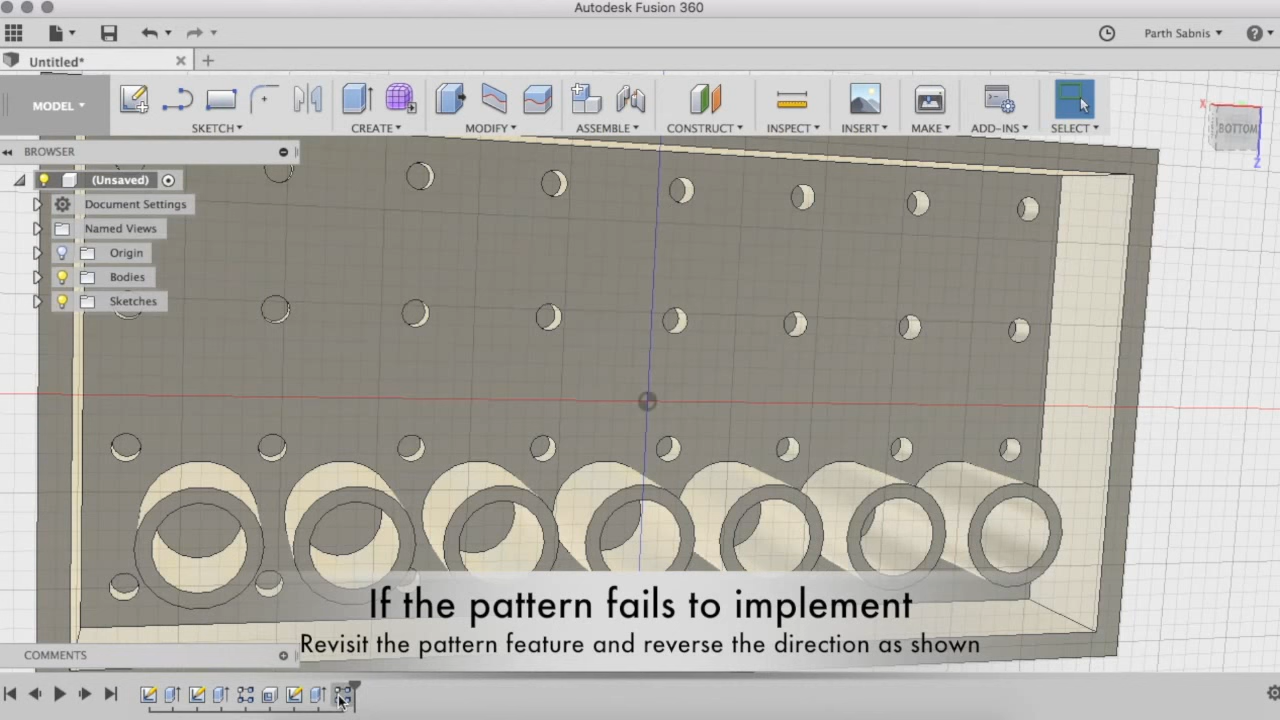 Autodesk Fusion 360
Parth Sabnis
Untitled*
MODEL
SKETCH
CREATE
MODIFY
ASSEMBLE
CONSTRUCT
INSPECT
INSERT
MAKE
ADD-INS
SELECT
BOTTOM
X
Z
BROWSER
(Unsaved)
Document Settings
Named Views
Origin
Bodies
Sketches
If the pattern fails to implement
Revisit the pattern feature and reverse the direction as shown
COMMENTS